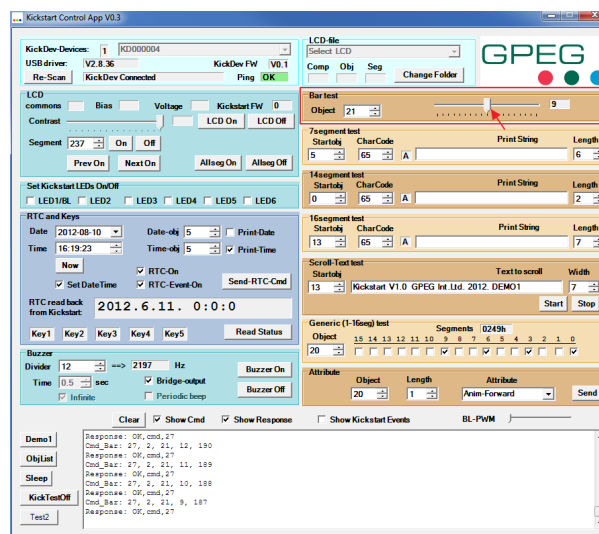 Kickstart Control App V0.3
KickDev-Devices: 1 KD000004
USB driver: V2.8.36 KickDev FW V0.1
Re-Scan KickDev Connected Ping OK
LCD-file
Select LCD
Comp Obj Seg Change Folder
GPEG
LCD
commons Bias Voltage Kickstart FW 0
Contrast LCD On LCD Off
Segment 237 On Off
Prev On Next On Allseg On Allseg Off
Set Kickstart LEDs On/Off
LED1/BL LED2 LED3 LED4 LED5 LED6
RTC and Keys
Date 2012-08-10 Date-obj 5 Print-Date
Time 16:19:23 Time-obj 5 Print-Time
Now RTC-On
Set DateTime RTC-Event-On Send-RTC-Cmd
RTC read back
from Kickstart: 2012.6.11. 0:0:0
Key1 Key2 Key3 Key4 Key5 Read Status
Buzzer
Divider 12 ==> 2197 Hz Buzzer On
Time 0.5 sec Bridge-output
Infinite Periodic beep Buzzer Off
Bar test
Object 21 9
7segment test
Startobj CharCode Print String Length
5 65 A 6
14segment test
Startobj CharCode Print String Length
0 65 A 2
16segment test
Startobj CharCode Print String Length
13 65 A 7
Scroll-Text test
Startobj Text to scroll Width
13 Kickstart V1.0 GPEG Int.Ltd. 2012. DEMO1 7
Start Stop
Generic (1-16seg) test
Object Segments 0249h
20 15 14 13 12 11 10 9 8 7 6 5 4 3 2 1 0
Attribute
Object Length Attribute
20 1 Anim-Forward Send
Clear Show Cmd Show Response Show Kickstart Events BL-PWM
Demo1
ObjList
Sleep
KickTestOff
Test2
Response: OK,cmd,27
Cmd_Bar: 27, 2, 21, 12, 190
Response: OK,cmd,27
Cmd_Bar: 27, 2, 21, 11, 189
Response: OK,cmd,27
Cmd_Bar: 27, 2, 21, 10, 188
Response: OK,cmd,27
Cmd_Bar: 27, 2, 21, 9, 187
Response: OK,cmd,27